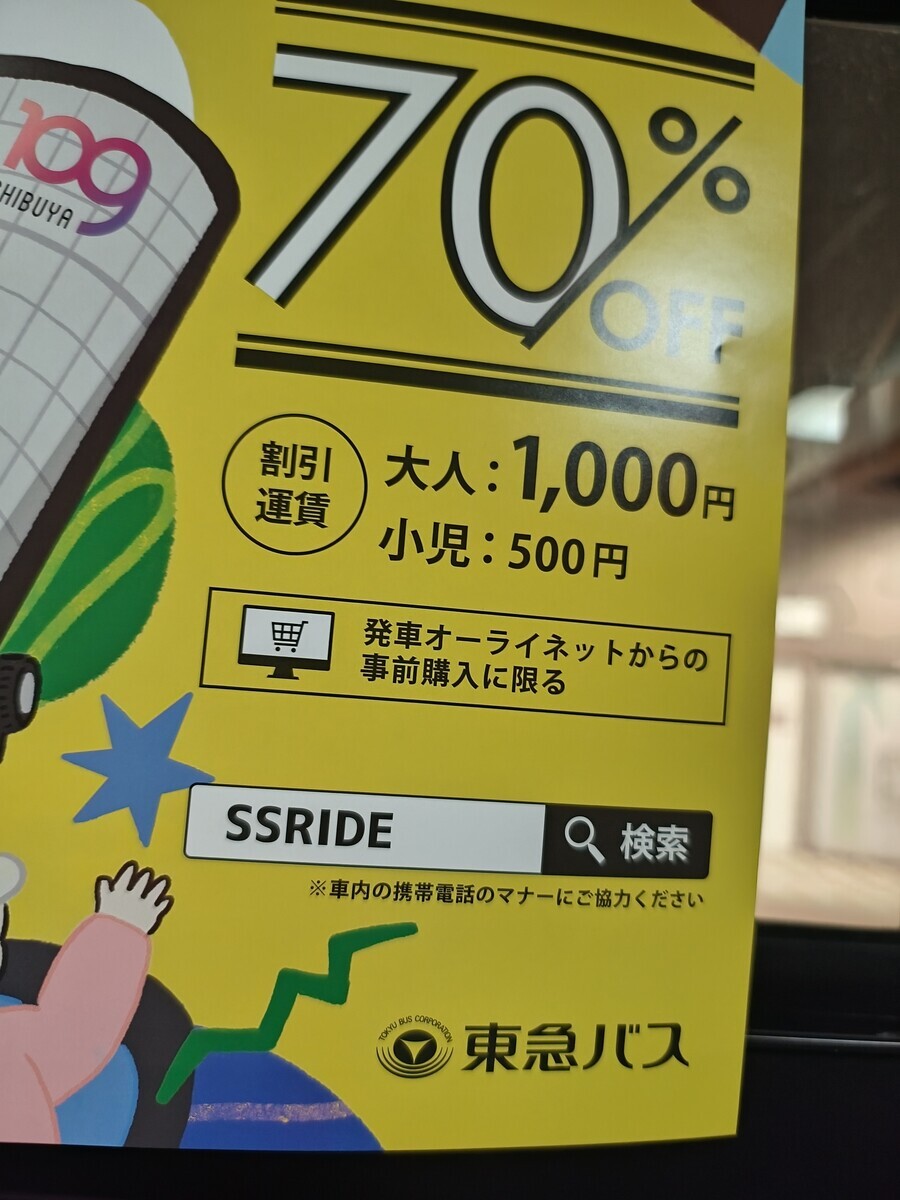 109
SHIBUYA
70%
OFF
割引
運賃
大人：1,000円
小児：500円
発車オーライネットからの
事前購入に限る
SSRIDE
検索
※車内の携帯電話のマナーにご協力ください
TOKYU BUS CORPORATION
東急バス